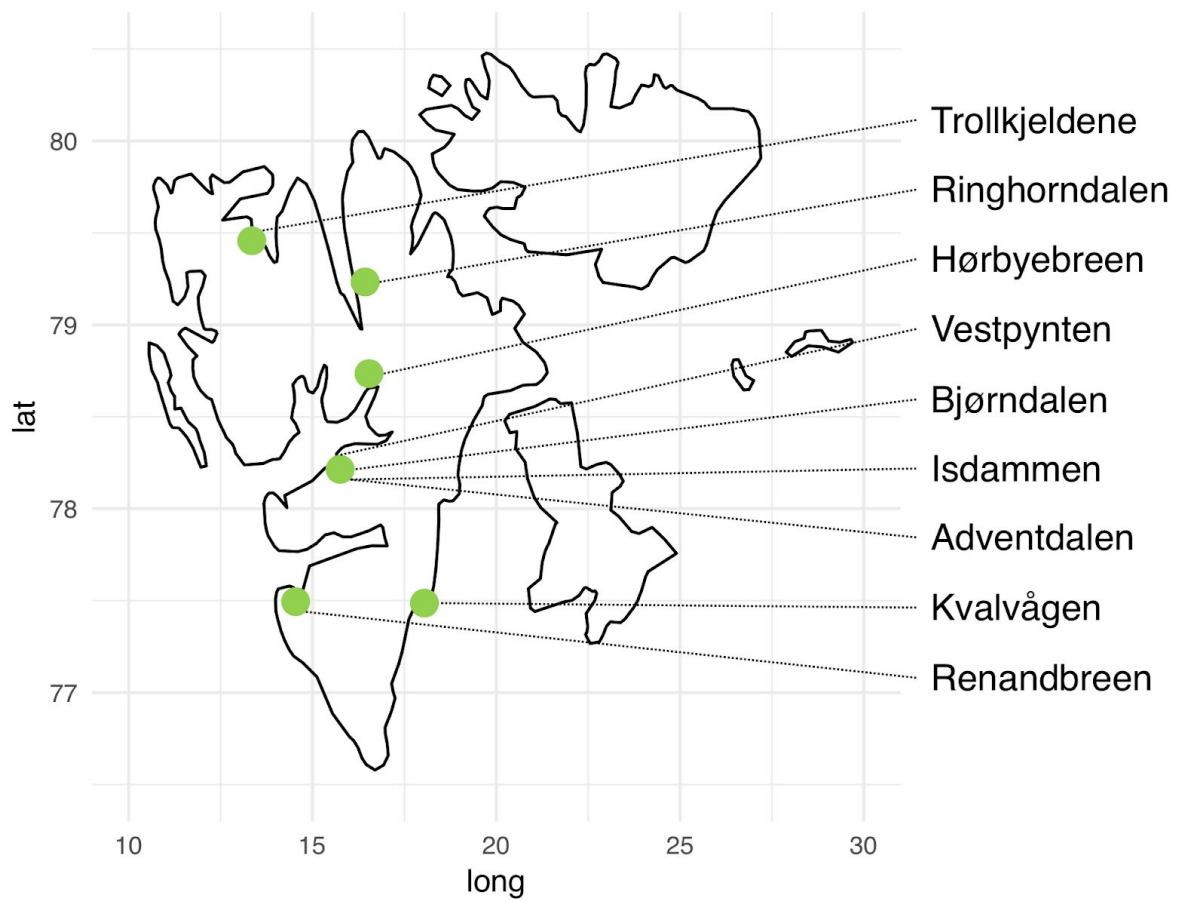 Trollkjeldene
80
Ringhorndalen
Hørbyebreen
79
Vestpynten
Bjørndalen
lat
Isdammen
78
Adventdalen
Kvalvågen
Renandbreen
77
10 15 20 25 30
long